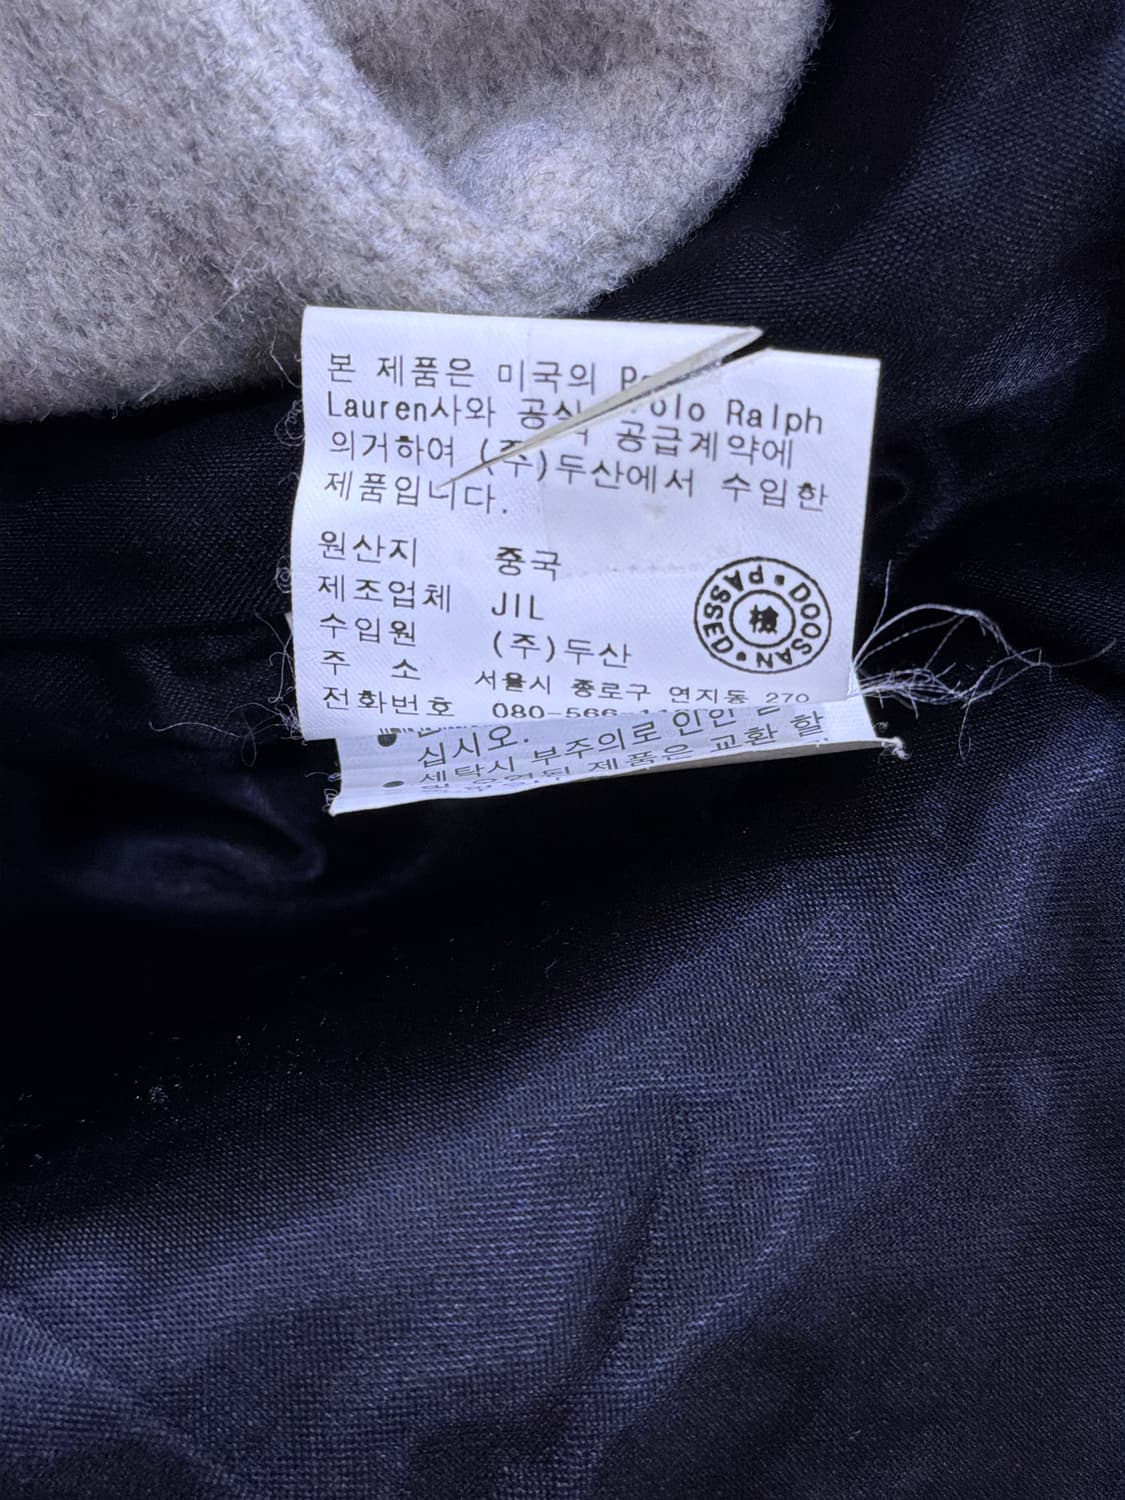 본 제품은 미국의
Lauren사와 Polo Ralph
의거하여 (주)두산에서 공급계약에
제품입니다. 수입한
원산지 중국
제조업체 JIL
수입원 (주)두산
주 소 서울시 종로구 연지동 270
전화번호 080-566-
DOOSAN PASSED
檢
십시오.
세탁시 부주의로 인한
제품은 교환 할